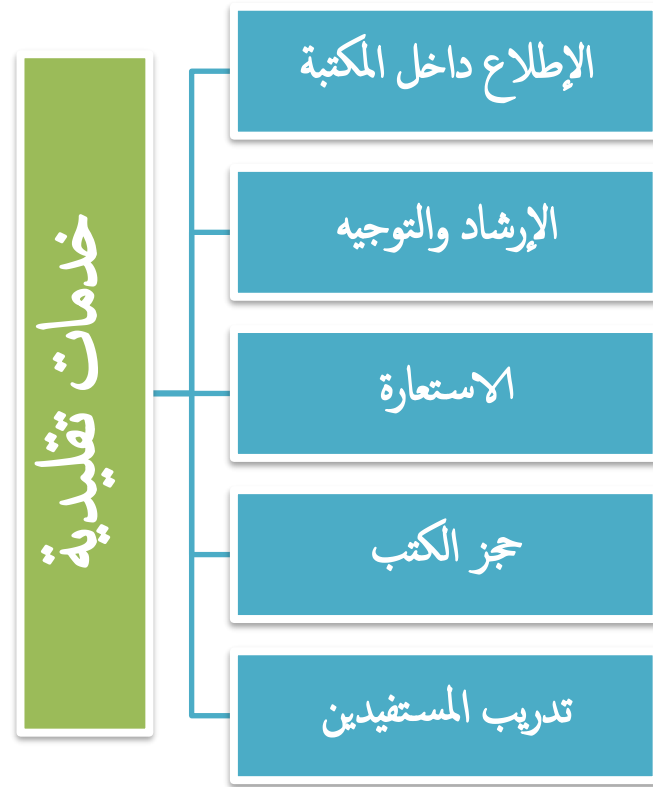 خدمات تقليدية
الإطلاع داخل المكتبة
الإرشاد والتوجيه
الاستعارة
حجز الكتب
تدريب المستفيدين